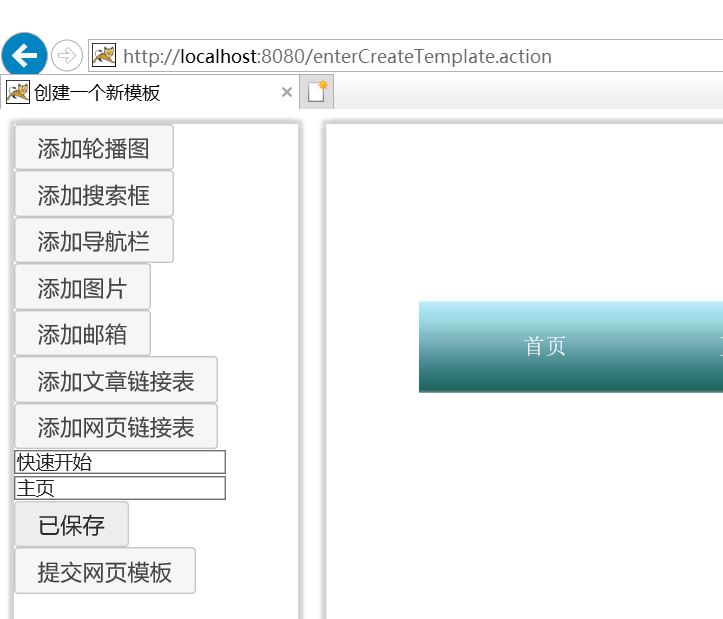 http://localhost:8080/enterCreateTemplate.action
创建一个新模板
添加轮播图
添加搜索框
添加导航栏
添加图片
添加邮箱
添加文章链接表
添加网页链接表
快速开始
主页
已保存
提交网页模板
首页